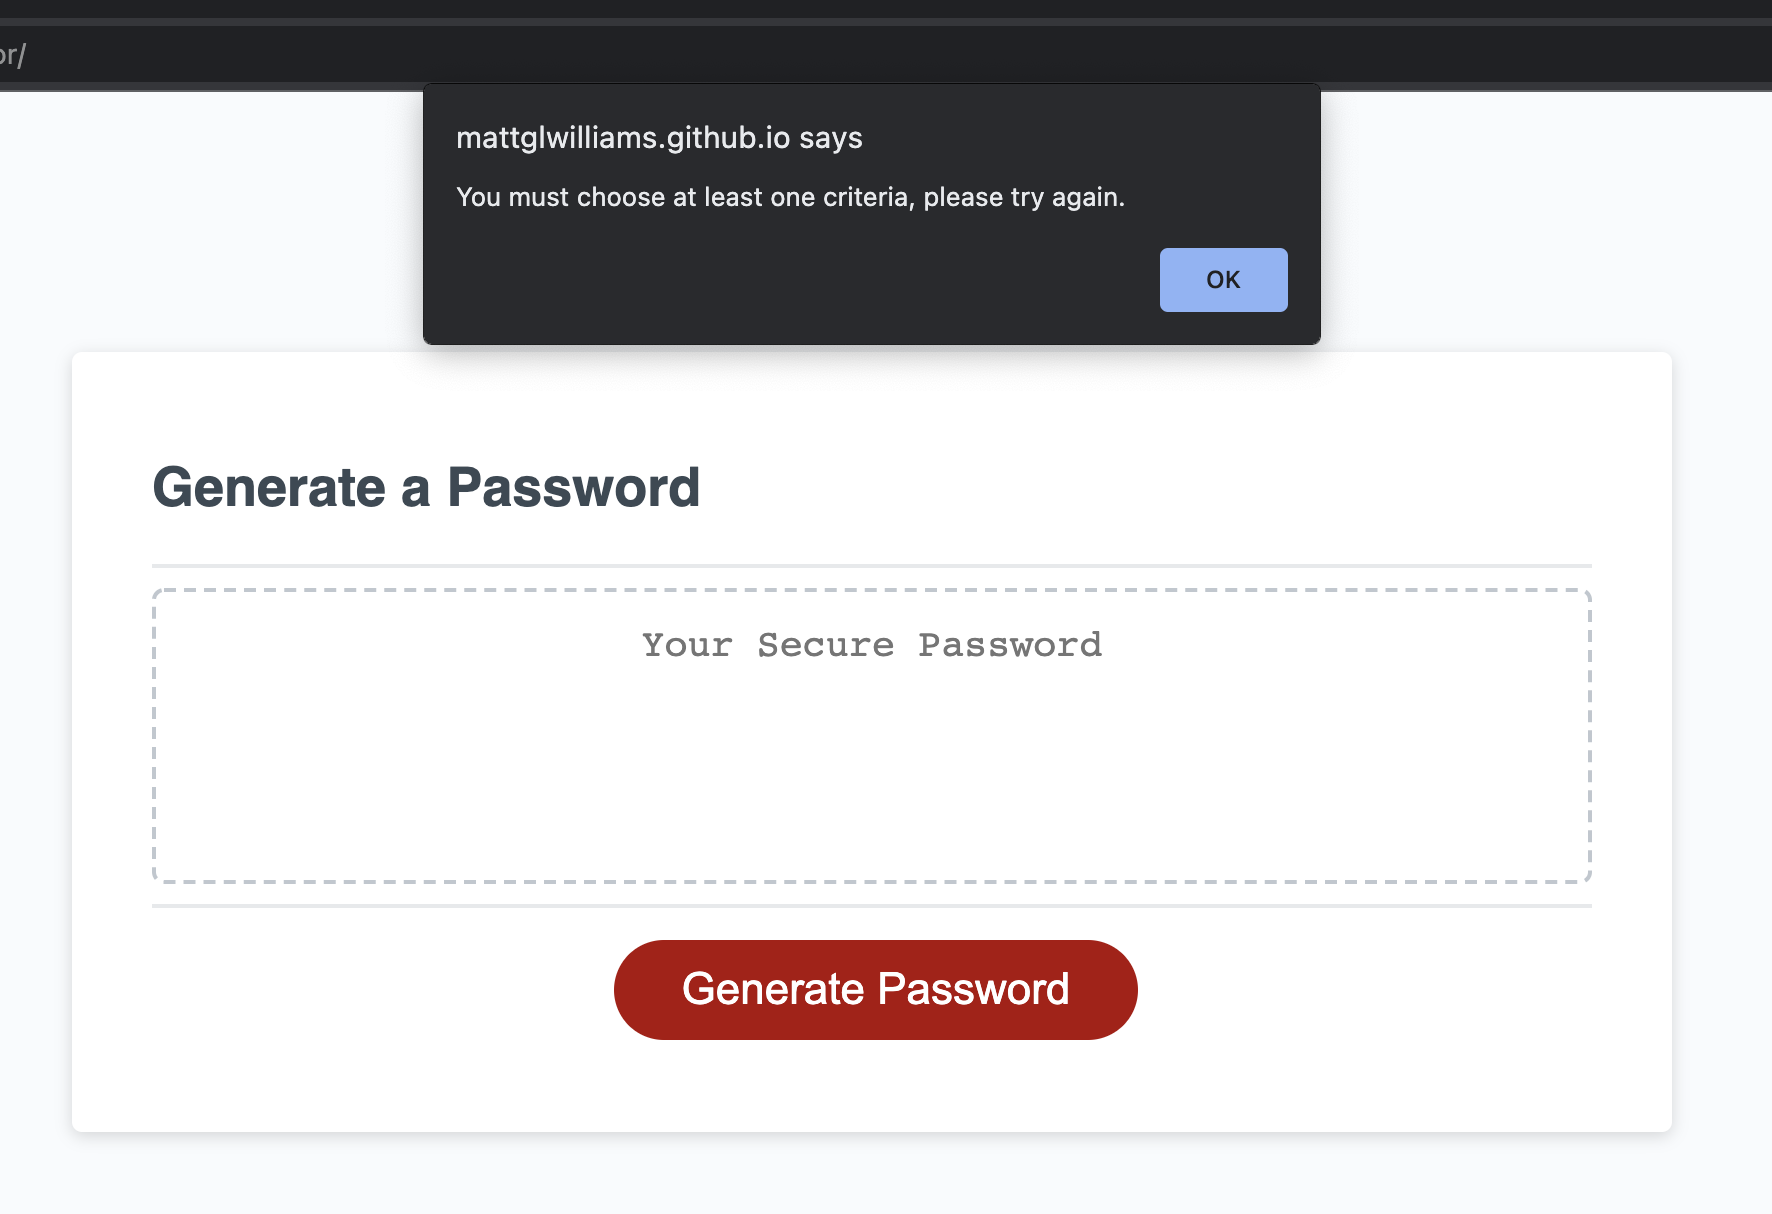 or/
mattglwilliams.github.io says
You must choose at least one criteria, please try again.
OK
Generate a Password
Your Secure Password
Generate Password